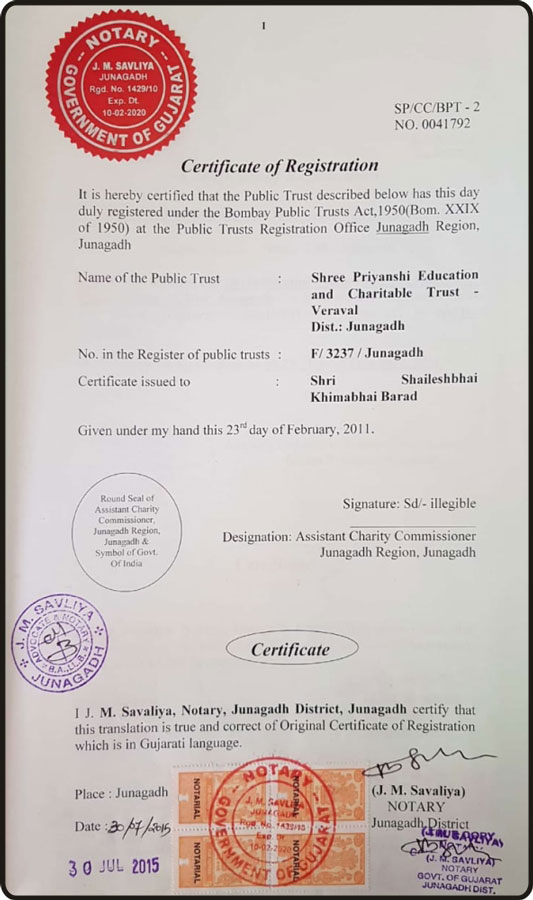 I
NOTARY
J. M. SAVLIYA
JUNAGADH
Rgd. No. 1429/10
Exp. Dt.
10-02-2020
GOVERNMENT OF GUJARAT
SP/CC/BPT - 2
NO. 0041792
Certificate of Registration
It is hereby certified that the Public Trust described below has this day
duly registered under the Bombay Public Trusts Act,1950(Bom. XXIX
of 1950) at the Public Trusts Registration Office Junagadh Region,
Junagadh
Name of the Public Trust : Shree Priyanshi Education
and Charitable Trust -
Veraval
Dist.: Junagadh
No. in the Register of public trusts : F/ 3237 / Junagadh
Certificate issued to : Shri Shaileshbhai
Khimabhai Barad
Given under my hand this 23rd day of February, 2011.
Round Seal of
Assistant Charity
Commissioner,
Junagadh Region,
Junagadh &
Symbol of Govt.
Of India
Signature: Sd/- illegible
Designation: Assistant Charity Commissioner
Junagadh Region, Junagadh
J. M. SAVLIYA
ADVOCATE & NOTARY
B.A., LL.B.
JUNAGADH
Certificate
I J. M. Savaliya, Notary, Junagadh District, Junagadh certify that
this translation is true and correct of Original Certificate of Registration
which is in Gujarati language.
Place : Junagadh
Date : 30/07/2015
30 JUL 2015
NOTARIAL
NOTARIAL
NOTARIAL
NOTARIAL
NOTARY
J. M. SAVLIYA
JUNAGADH
Rgd. No. 1429/10
Exp. Dt.
10-02-2020
GOVERNMENT OF GUJARAT
(J. M. Savaliya)
NOTARY
Junagadh District
(J. M. SAVLIYA)
NOTARY
GOVT. OF GUJARAT
JUNAGADH DIST.